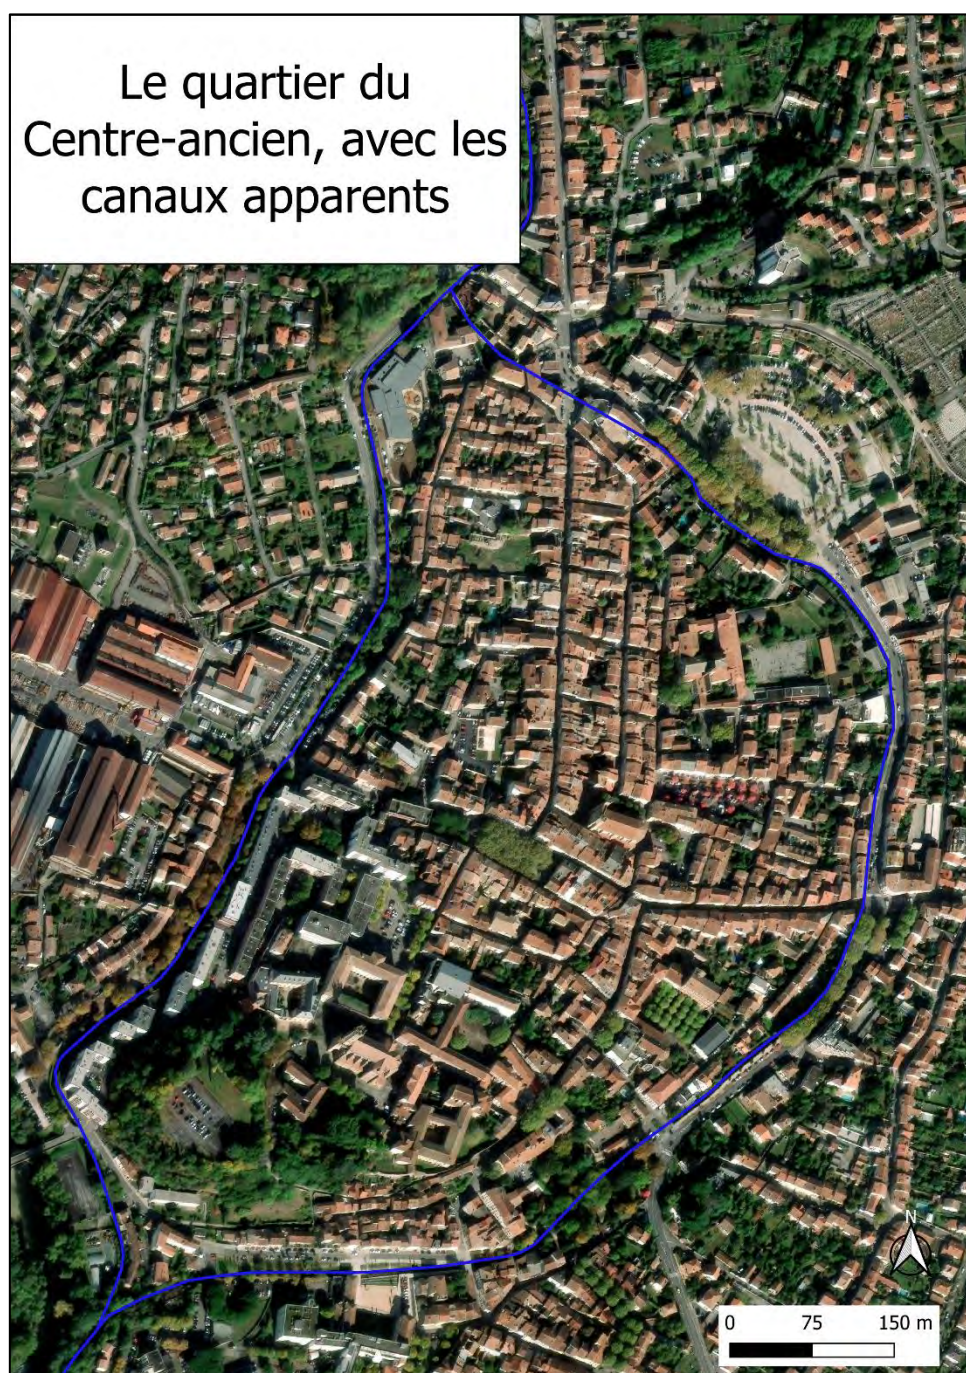 Le quartier du
Centre-ancien, avec les
canaux apparents
N
0 75 150 m